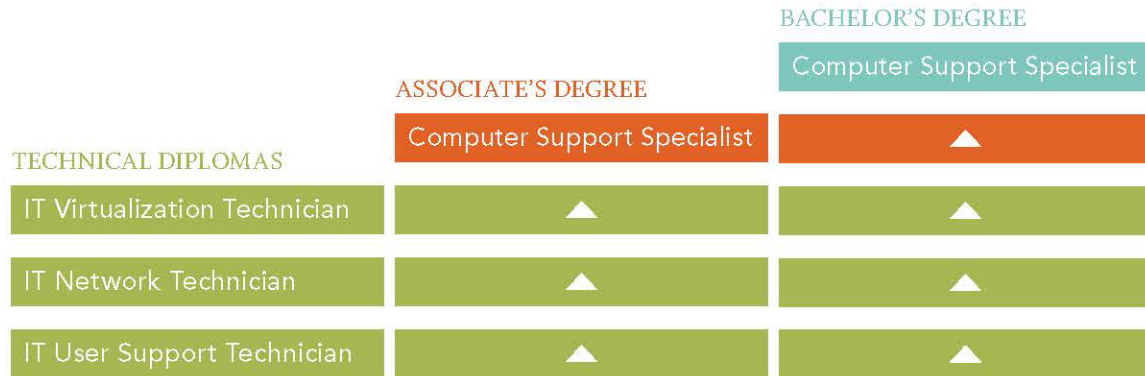 BACHELOR'S DEGREE
Computer Support Specialist
ASSOCIATE'S DEGREE
Computer Support Specialist
TECHNICAL DIPLOMAS
IT Virtualization Technician
IT Network Technician
IT User Support Technician